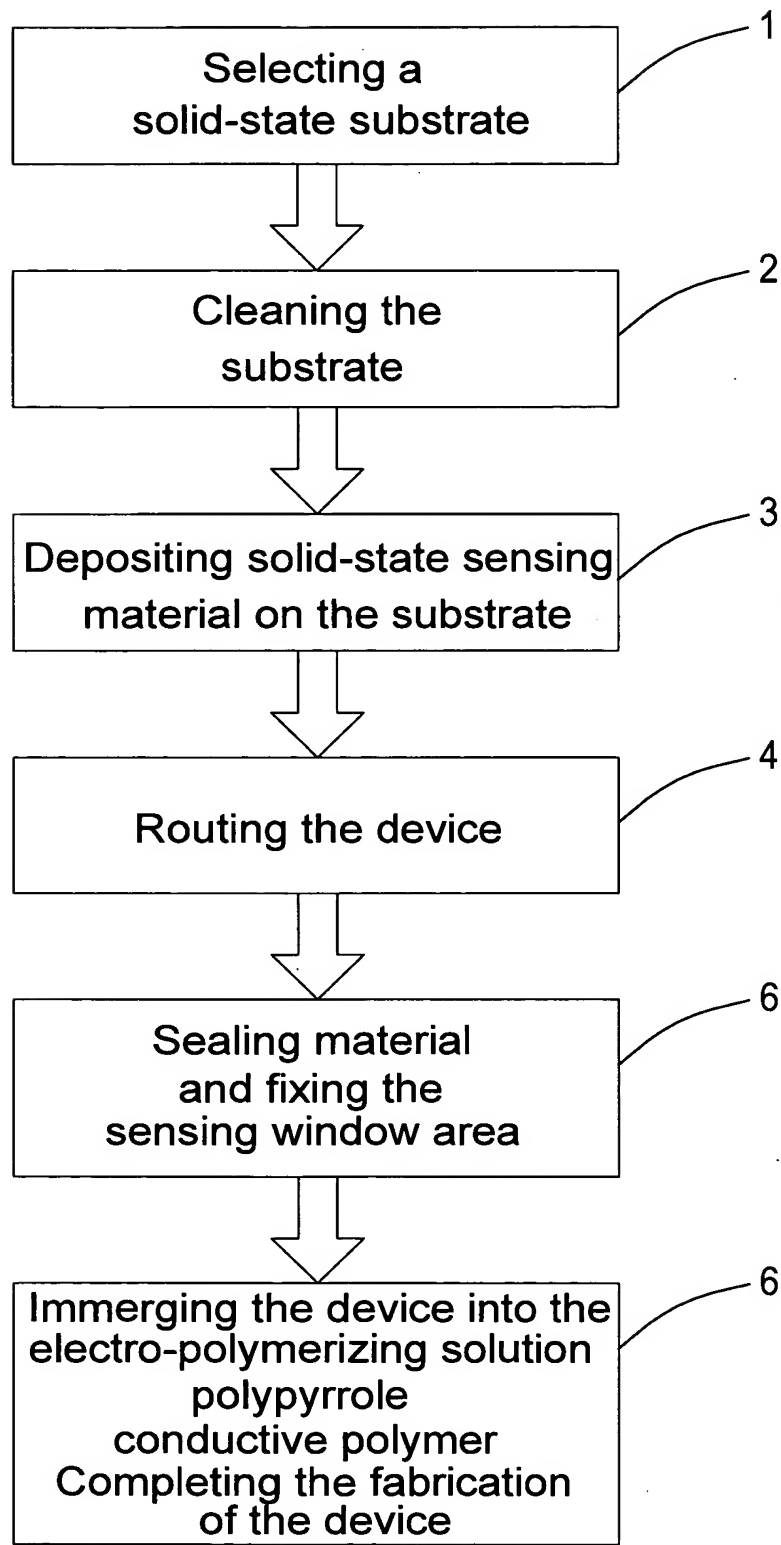 1
Selecting a
solid-state substrate
2
Cleaning the
substrate
3
Depositing solid-state sensing
material on the substrate
4
Routing the device
6
Sealing material
and fixing the
sensing window area
6
Immerging the device into the
electro-polymerizing solution
polypyrrole
conductive polymer
Completing the fabrication
of the device